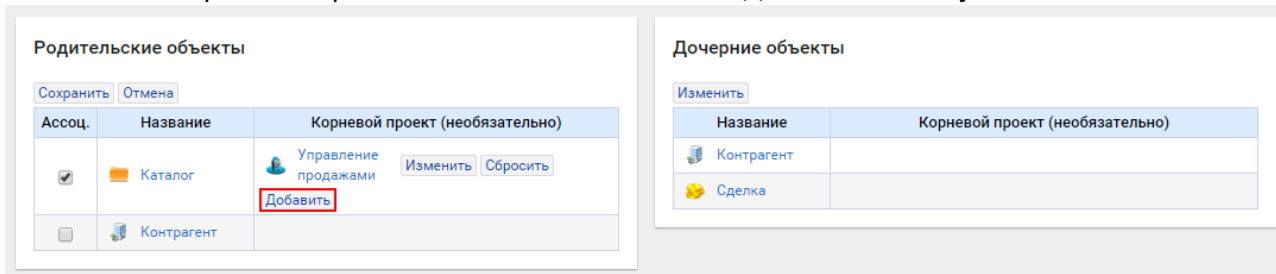 Родительские объекты
Сохранить Отмена
Ассоц. Название Корневой проект (необязательно)
Каталог Управление продажами Изменить Сбросить
Добавить
Контрагент
Дочерние объекты
Изменить
Название Корневой проект (необязательно)
Контрагент
Сделка